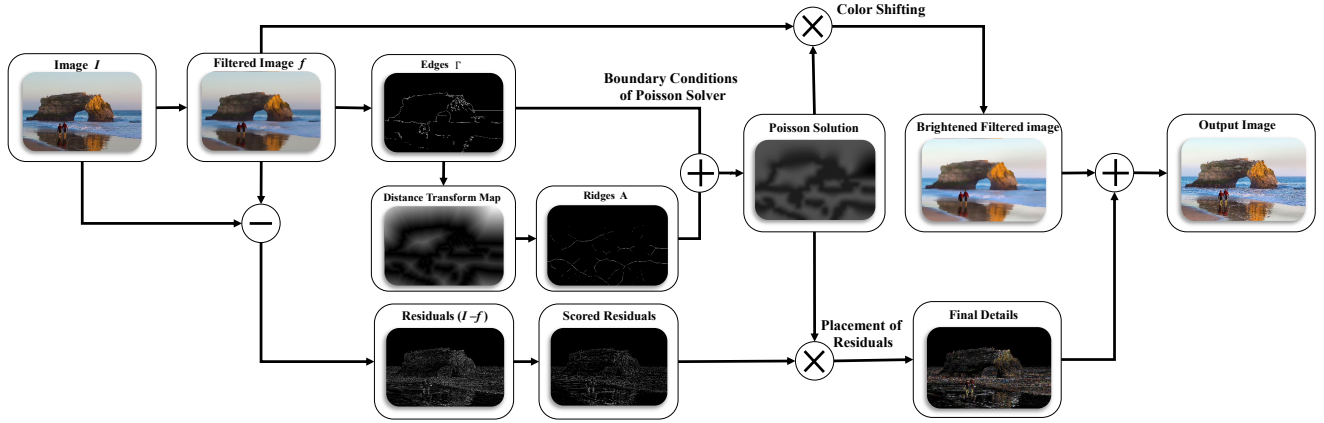 Color Shifting
Image I
Filtered Image f
Edges Γ
Boundary Conditions
of Poisson Solver
Poisson Solution
Brightened Filtered image
Output Image
Distance Transform Map
Ridges Λ
Residuals (I–f)
Scored Residuals
Placement of
Residuals
Final Details